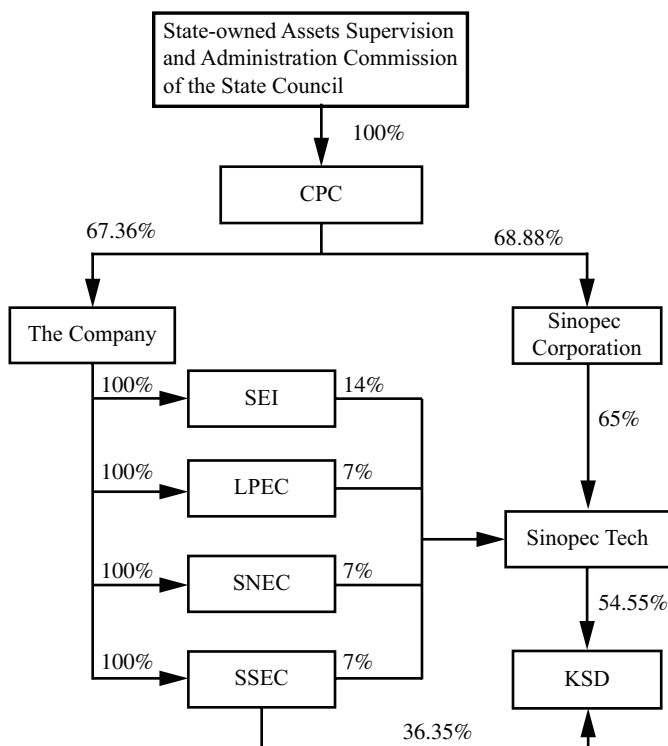 State-owned Assets Supervision
and Administration Commission
of the State Council
100%
CPC
67.36%
68.88%
The Company
Sinopec
Corporation
100%
SEI
14%
65%
100%
LPEC
7%
Sinopec Tech
100%
SNEC
7%
54.55%
100%
SSEC
7%
KSD
36.35%